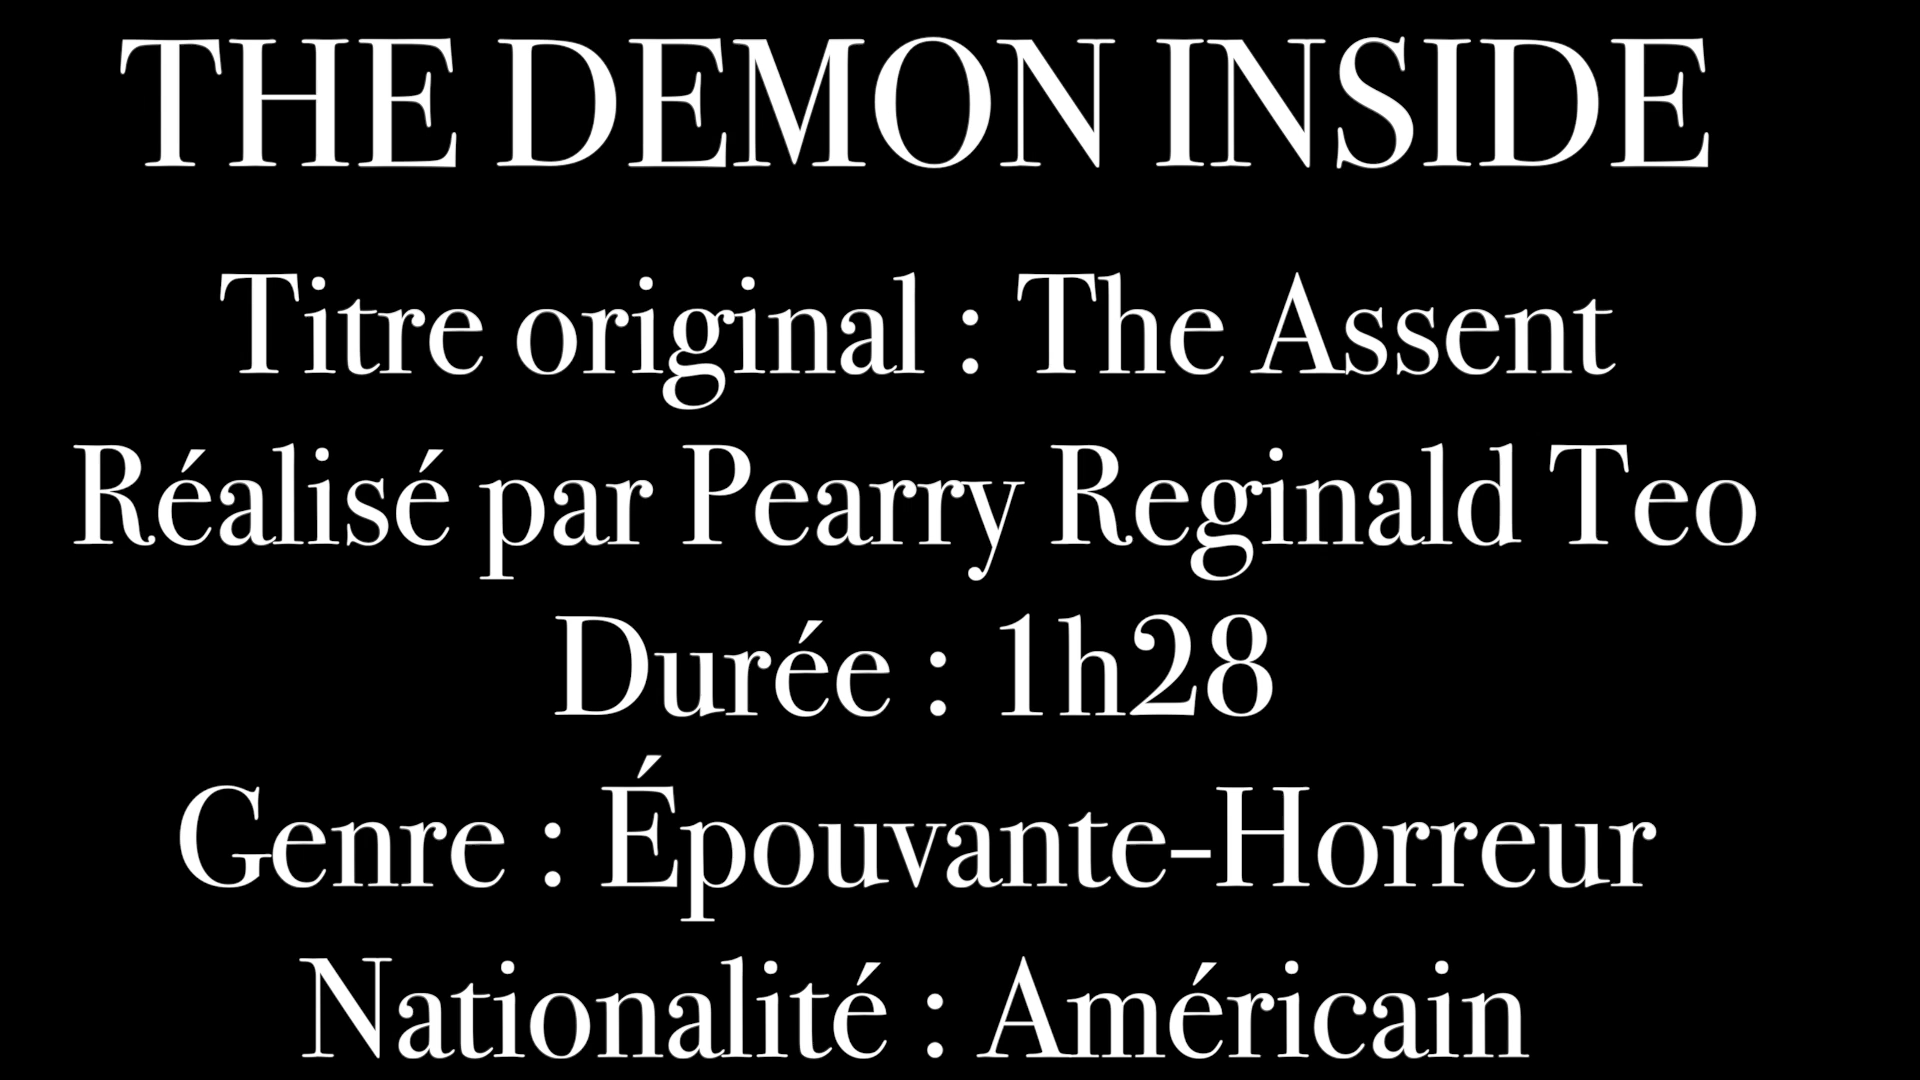 THE DEMON INSIDE
Titre original : The Assent
Réalisé par Pearry Reginald Teo
Durée : 1h28
Genre : Épouvante-Horreur
Nationalité : Américain